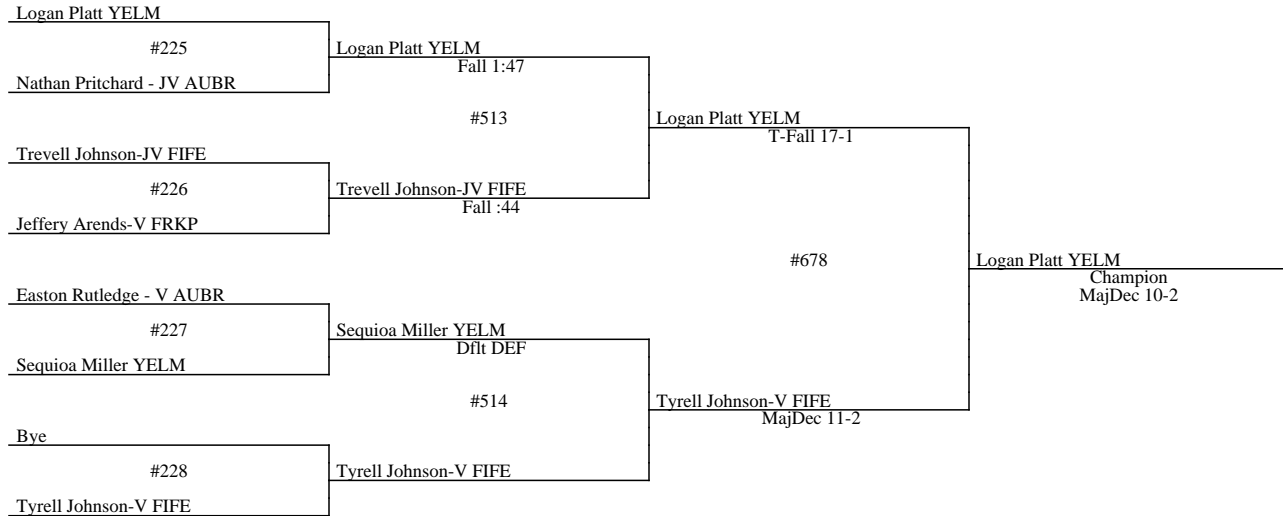 Logan Platt YELM
#225
Nathan Pritchard - JV AUBR
Logan Platt YELM
Fall 1:47
#513
Trevell Johnson-JV FIFE
#226
Jeffery Arends-V FRKP
Trevell Johnson-JV FIFE
Fall :44
Logan Platt YELM
T-Fall 17-1
#678
Logan Platt YELM
Champion
MajDec 10-2
Easton Rutledge - V AUBR
#227
Sequioa Miller YELM
Sequioa Miller YELM
Dflt DEF
#514
Bye
#228
Tyrell Johnson-V FIFE
Tyrell Johnson-V FIFE
Tyrell Johnson-V FIFE
MajDec 11-2